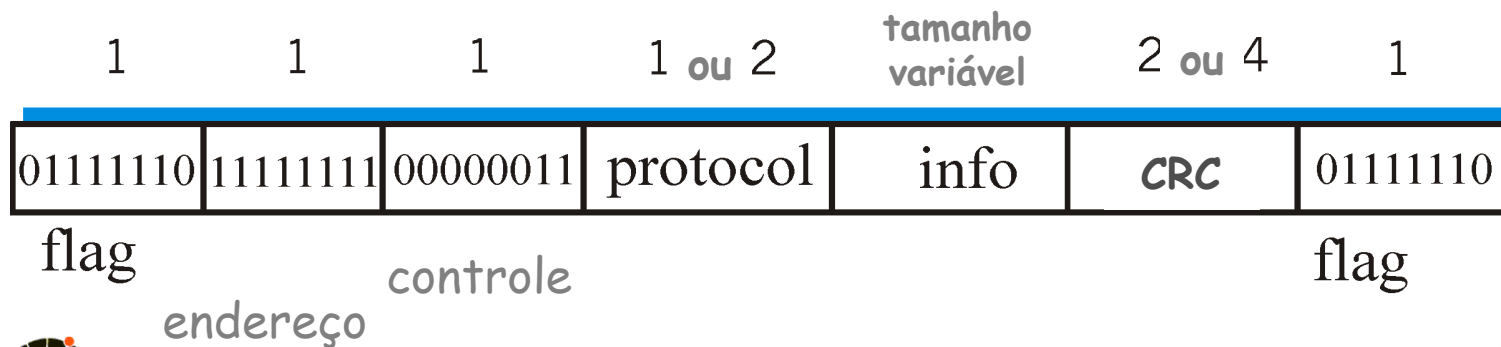 1 1 1 1 ou 2 tamanho variável 2 ou 4 1
01111110 11111111 00000011 protocol info CRC 01111110
flag endereço controle flag